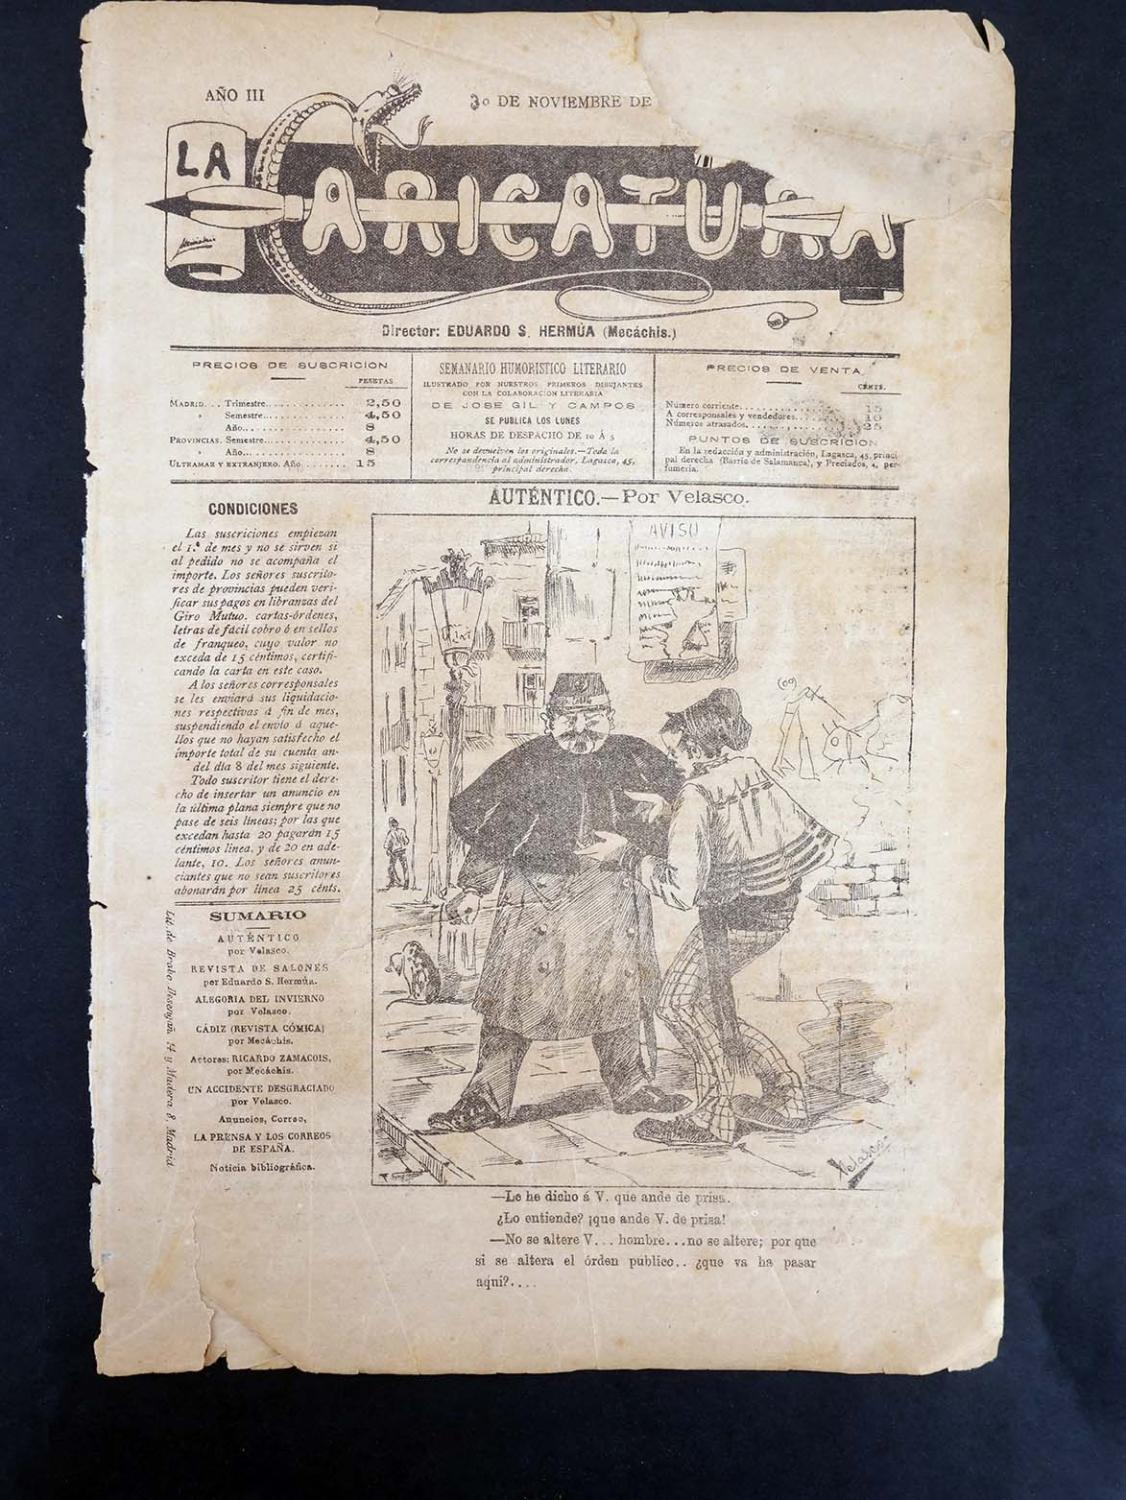 AÑO III
30 DE NOVIEMBRE DE
LA
CARICATURA
Director: EDUARDO S. HERMÚA (Mecáchis.)
PRECIOS DE SUSCRICION
PESETAS
MADRID. . . Trimestre. . . . . . . . . . . . . . 2,50
» Semestre. . . . . . . . . . . . . . 4,50
Año. . . . . . . . . . . . . . . . . . 8
PROVINCIAS. Semestre. . . . . . . . . . . . . . 4,50
» Año. . . . . . . . . . . . . . . . . . 8
ULTRAMAR Y EXTRANJERO. Año . . . . . . . 15
SEMANARIO HUMORISTICO LITERARIO
ILUSTRADO POR NUESTROS PRIMEROS DIBUJANTES
CON LA COLABORACION LITERARIA
DE JOSE GIL Y CAMPOS
SE PUBLICA LOS LUNES
HORAS DE DESPACHO DE 10 Á 5
No se devuelven los originales.—Toda la
correspondencia al administrador, Lagasca, 45,
principal derecha.
PRECIOS DE VENTA
CÉNTS.
Número corriente. . . . . . . . . . . . . . 15
A corresponsales y vendedores. . . . . . 10
Números atrasados. . . . . . . . . . . . . 25
PUNTOS DE SUSCRICION
En la redacción y administración, Lagasca, 45, princi
pal derecha (Barrio de Salamanca), y Preciados, 4, per-
fumería.
CONDICIONES
Las suscriciones empiezan
el 1.º de mes y no se sirven si
al pedido no se acompaña el
importe. Los señores suscrito-
res de provincias pueden veri-
ficar sus pagos en libranzas del
Giro Mutuo, cartas-órdenes,
letras de fácil cobro ó en sellos
de franqueo, cuyo valor no
exceda de 15 céntimos, certifi-
cando la carta en este caso.
A los señores corresponsales
se les enviará sus liquidacio-
nes respectivas á fin de mes,
suspendiendo el envío á aque-
llos que no hayan satisfecho el
importe total de su cuenta an-
del día 8 del mes siguiente.
Todo suscritor tiene el dere-
cho de insertar un anuncio en
la última plana siempre que no
pase de seis líneas; por las que
excedan hasta 20 pagarán 15
céntimos línea, y de 20 en ade-
lante, 10. Los señores anun-
ciantes que no sean suscritores
abonarán por línea 25 cénts.
SUMARIO
AUTÉNTICO
por Velasco.
REVISTA DE SALONES
por Eduardo S. Hermúa.
ALEGORIA DEL INVIERNO
por Velasco.
CÁDIZ (REVISTA CÓMICA)
por Mecáchis.
Actores: RICARDO ZAMACOIS,
por Mecáchis.
UN ACCIDENTE DESGRACIADO
por Velasco.
Anuncios, Correo,
LA PRENSA Y LOS CORREOS
DE ESPAÑA.
Noticia bibliográfica.
Lit. de Brabo Desengaño 14 y Madera, 8, Madrid
AUTÉNTICO.—Por Velasco.
AVISO
Velasco
—Le he dicho á V. que ande de prisa.
¿Lo entiende? ¡que ande V. de prisa!
—No se altere V. . . hombre. . .no se altere; por que
si se altera el órden publico. . ¿que va ha pasar
aqui?. . . .